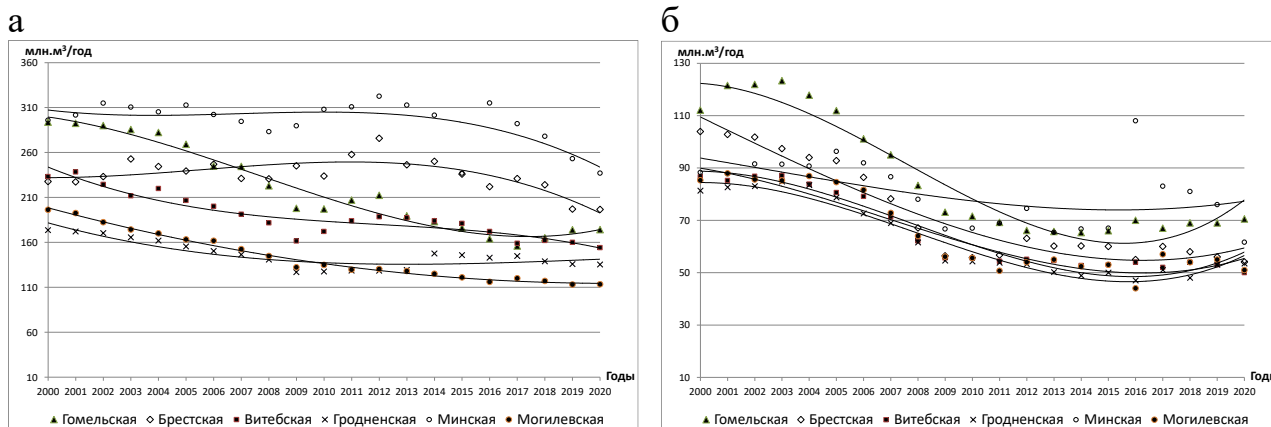 а
млн.м³/год
360
310
260
210
160
110
60
10
Годы
2000 2001 2002 2003 2004 2005 2006 2007 2008 2009 2010 2011 2012 2013 2014 2015 2016 2017 2018 2019 2020
Гомельская Брестская Витебская Гродненская Минская Могилевская
б
млн.м³/год
130
110
90
70
50
30
10
Годы
2000 2001 2002 2003 2004 2005 2006 2007 2008 2009 2010 2011 2012 2013 2014 2015 2016 2017 2018 2019 2020
Гомельская Брестская Витебская Гродненская Минская Могилевская